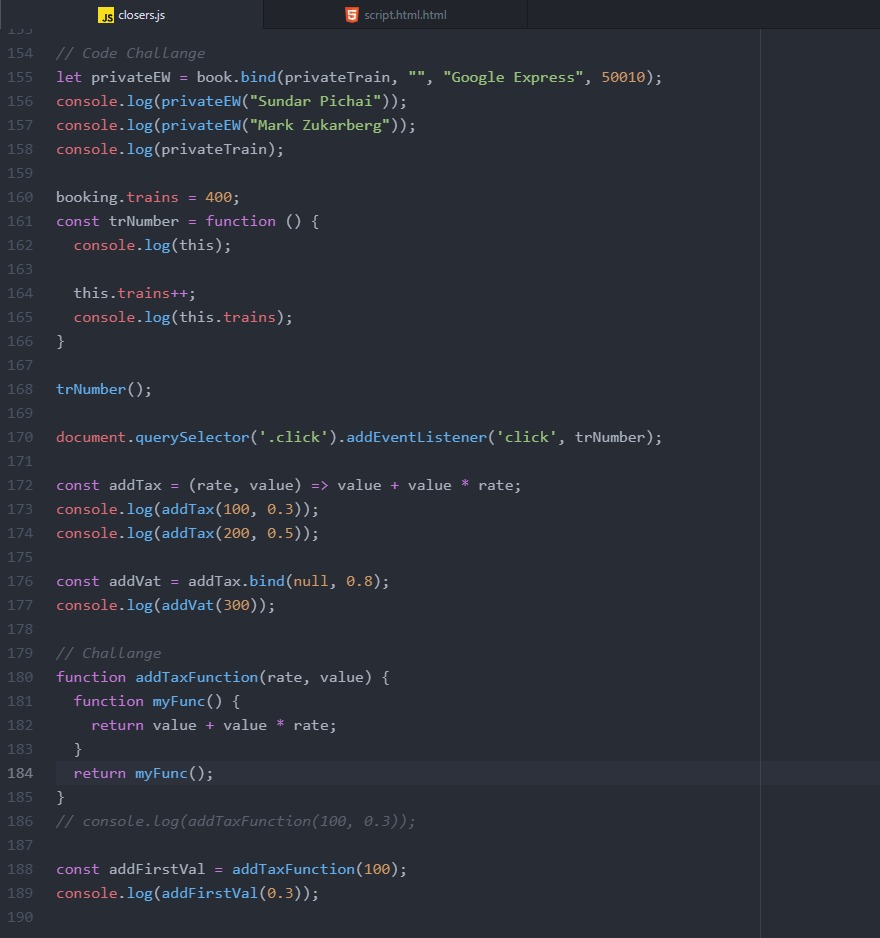 JS closers.js
script.html.html
153
154 // Code Challange
155 let privateEW = book.bind(privateTrain, "", "Google Express", 50010);
156 console.log(privateEW("Sundar Pichai"));
157 console.log(privateEW("Mark Zukarberg"));
158 console.log(privateTrain);
159
160 booking.trains = 400;
161 const trNumber = function () {
162   console.log(this);
163
164   this.trains++;
165   console.log(this.trains);
166 }
167
168 trNumber();
169
170 document.querySelector('.click').addEventListener('click', trNumber);
171
172 const addTax = (rate, value) => value + value * rate;
173 console.log(addTax(100, 0.3));
174 console.log(addTax(200, 0.5));
175
176 const addVat = addTax.bind(null, 0.8);
177 console.log(addVat(300));
178
179 // Challange
180 function addTaxFunction(rate, value) {
181   function myFunc() {
182     return value + value * rate;
183   }
184   return myFunc();
185 }
186 // console.log(addTaxFunction(100, 0.3));
187
188 const addFirstVal = addTaxFunction(100);
189 console.log(addFirstVal(0.3));
190